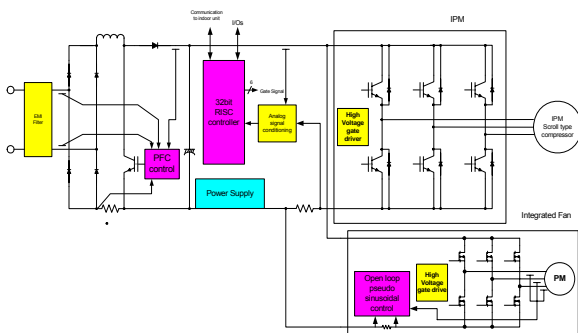 Communication
to indoor unit
I/Os
IPM
6
Gate Signal
EMI
Filter
32bit
RISC
controller
Analog
signal
conditioning
High
Voltage
gate
driver
IPM
Scroll type
compressor
PFC
control
Power Supply
Integrated Fan
Open loop
pseudo
sinusoidal
control
High
Voltage
gate drive
PM